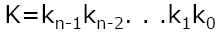 K=kₙ₋₁kₙ₋₂. . .k₁k₀